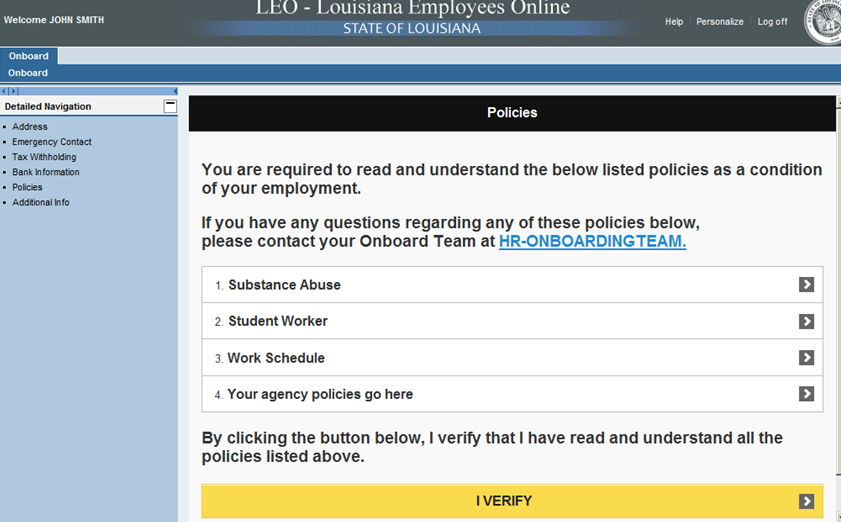 LEO - Louisiana Employees Online
STATE OF LOUISIANA
Welcome JOHN SMITH
Help Personalize Log off
Onboard
Onboard
Detailed Navigation
Address
Emergency Contact
Tax Withholding
Bank Information
Policies
Additional Info
Policies
You are required to read and understand the below listed policies as a condition
of your employment.
If you have any questions regarding any of these policies below,
please contact your Onboard Team at HR-ONBOARDINGTEAM.
1. Substance Abuse
2. Student Worker
3. Work Schedule
4. Your agency policies go here
By clicking the button below, I verify that I have read and understand all the
policies listed above.
I VERIFY